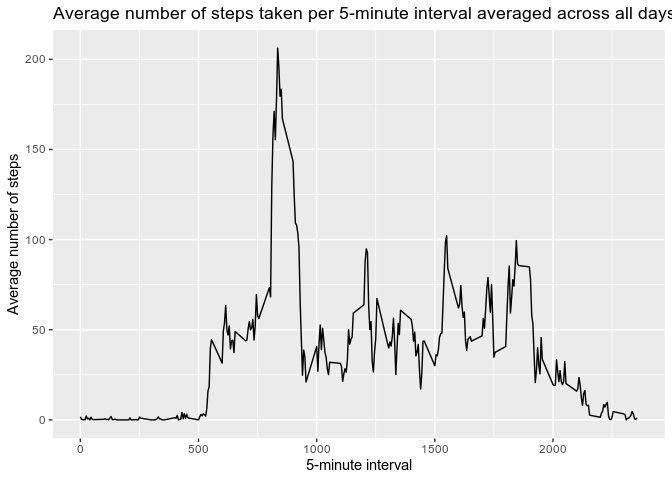 Average number of steps taken per 5-minute interval averaged across all days
200
150
100
50
0
Average number of steps
0 500 1000 1500 2000
5-minute interval